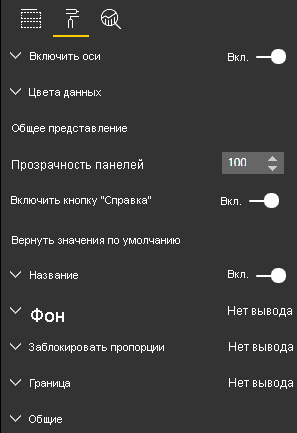 Включить оси Вкл.
Цвета данных
Общее представление
Прозрачность панелей 100
Включить кнопку "Справка" Вкл.
Вернуть значения по умолчанию
Название Вкл.
Фон Нет вывода
Заблокировать пропорции Нет вывода
Граница Нет вывода
Общие